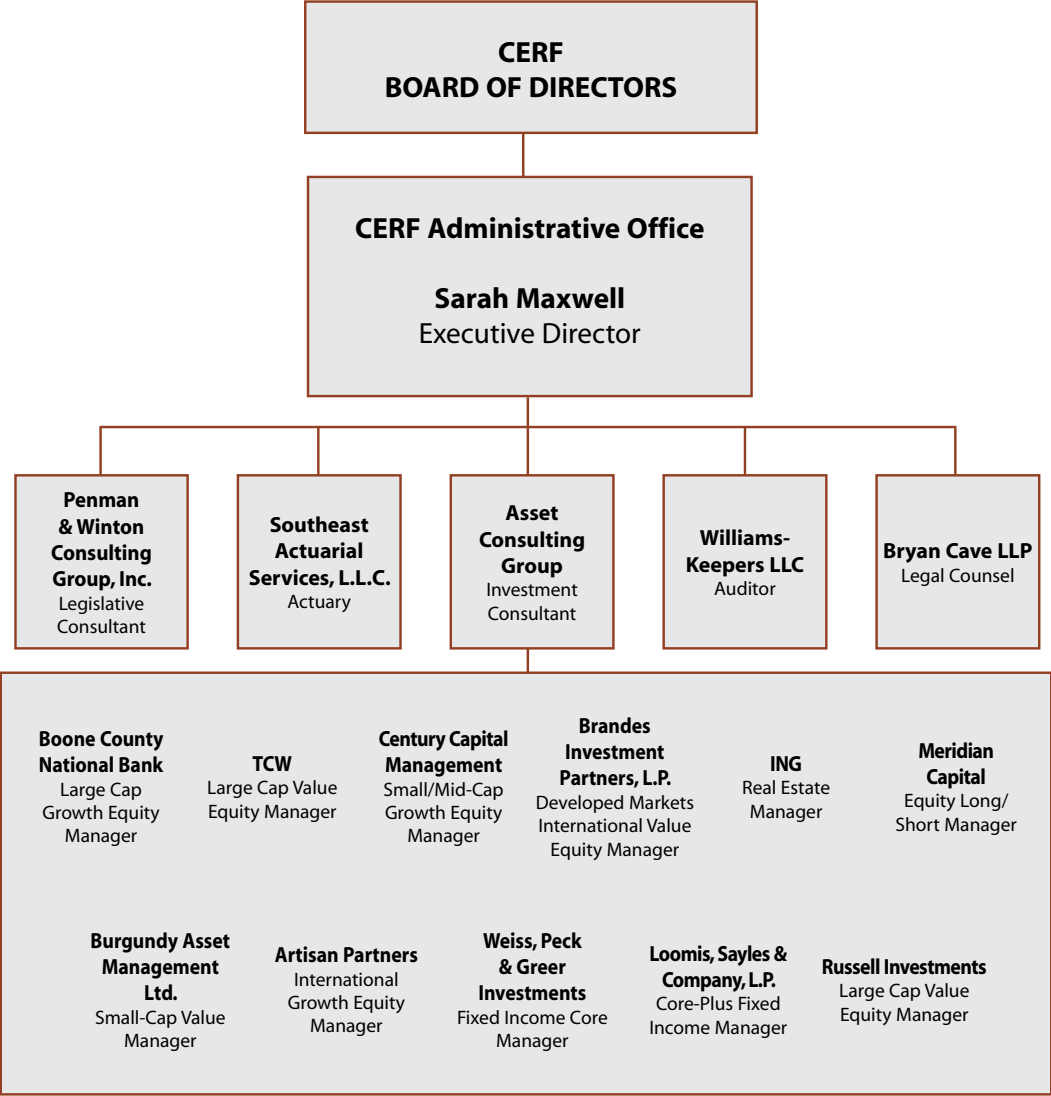 CERF
BOARD OF DIRECTORS
CERF Administrative Office
Sarah Maxwell
Executive Director
Penman
& Winton
Consulting
Group, Inc.
Legislative
Consultant
Southeast
Actuarial
Services, L.L.C.
Actuary
Asset
Consulting
Group
Investment
Consultant
Williams-
Keepers LLC
Auditor
Bryan Cave LLP
Legal Counsel
Boone County
National Bank
Large Cap
Growth Equity
Manager
TCW
Large Cap Value
Equity Manager
Century Capital
Management
Small/Mid-Cap
Growth Equity
Manager
Brandes
Investment
Partners, L.P.
Developed Markets
International Value
Equity Manager
ING
Real Estate
Manager
Meridian
Capital
Equity Long/
Short Manager
Burgundy Asset
Management
Ltd.
Small-Cap Value
Manager
Artisan Partners
International
Growth Equity
Manager
Weiss, Peck
& Greer
Investments
Fixed Income Core
Manager
Loomis, Sayles &
Company, L.P.
Core-Plus Fixed
Income Manager
Russell Investments
Large Cap Value
Equity Manager